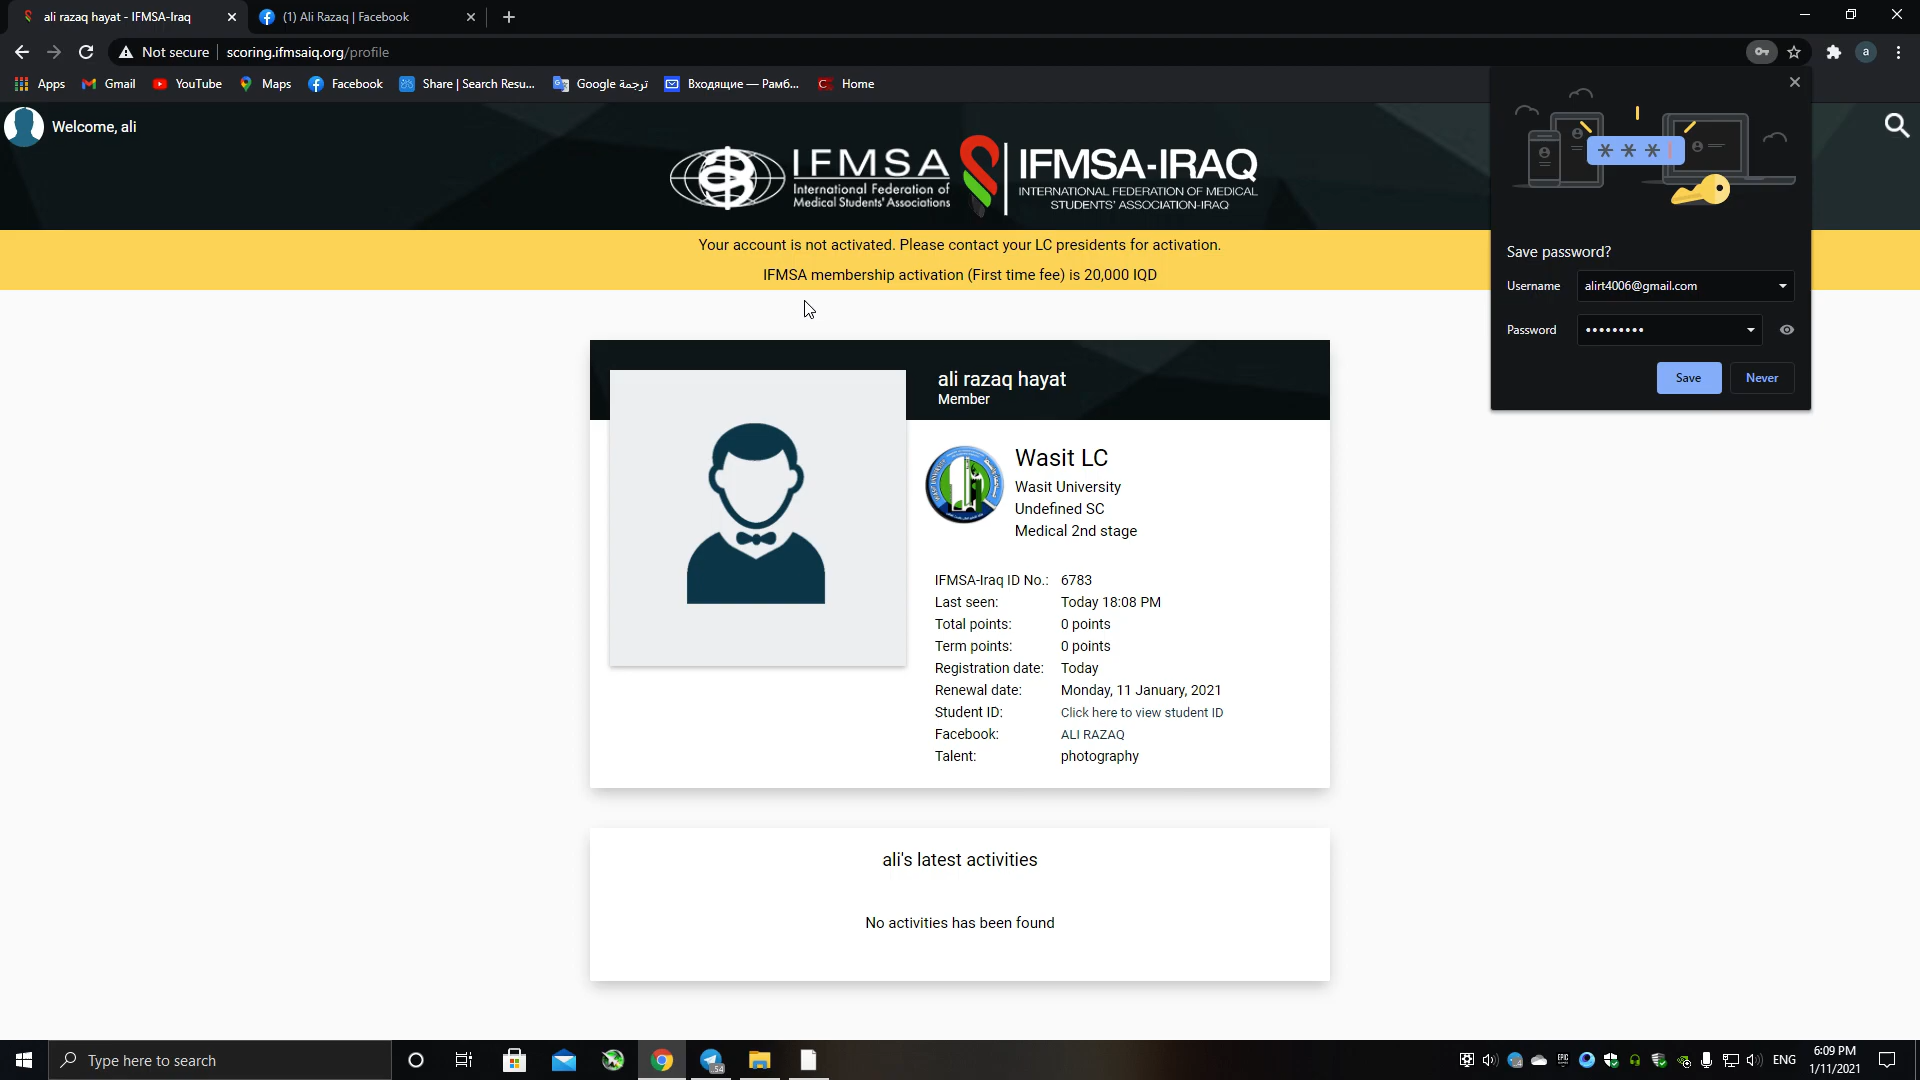 ali razaq hayat - IFMSA-Iraq
(1) Ali Razaq | Facebook
Not secure
scoring.ifmsaiq.org/profile
a
Apps
Gmail
YouTube
Maps
Facebook
Share | Search Resu...
Google ترجمة
Входящие — Рамб...
Home
Welcome, ali
IFMSA
International Federation of
Medical Students' Associations
IFMSA-IRAQ
INTERNATIONAL FEDERATION OF MEDICAL
STUDENTS' ASSOCIATION-IRAQ
Your account is not activated. Please contact your LC presidents for activation.
IFMSA membership activation (First time fee) is 20,000 IQD
Save password?
Username
alirt4006@gmail.com
Password
•••••••••
Save
Never
ali razaq hayat
Member
Wasit LC
Wasit University
Undefined SC
Medical 2nd stage
IFMSA-Iraq ID No.: 6783
Last seen: Today 18:08 PM
Total points: 0 points
Term points: 0 points
Registration date: Today
Renewal date: Monday, 11 January, 2021
Student ID: Click here to view student ID
Facebook: ALI RAZAQ
Talent: photography
ali's latest activities
No activities has been found
Type here to search
54
ENG
6:09 PM
1/11/2021